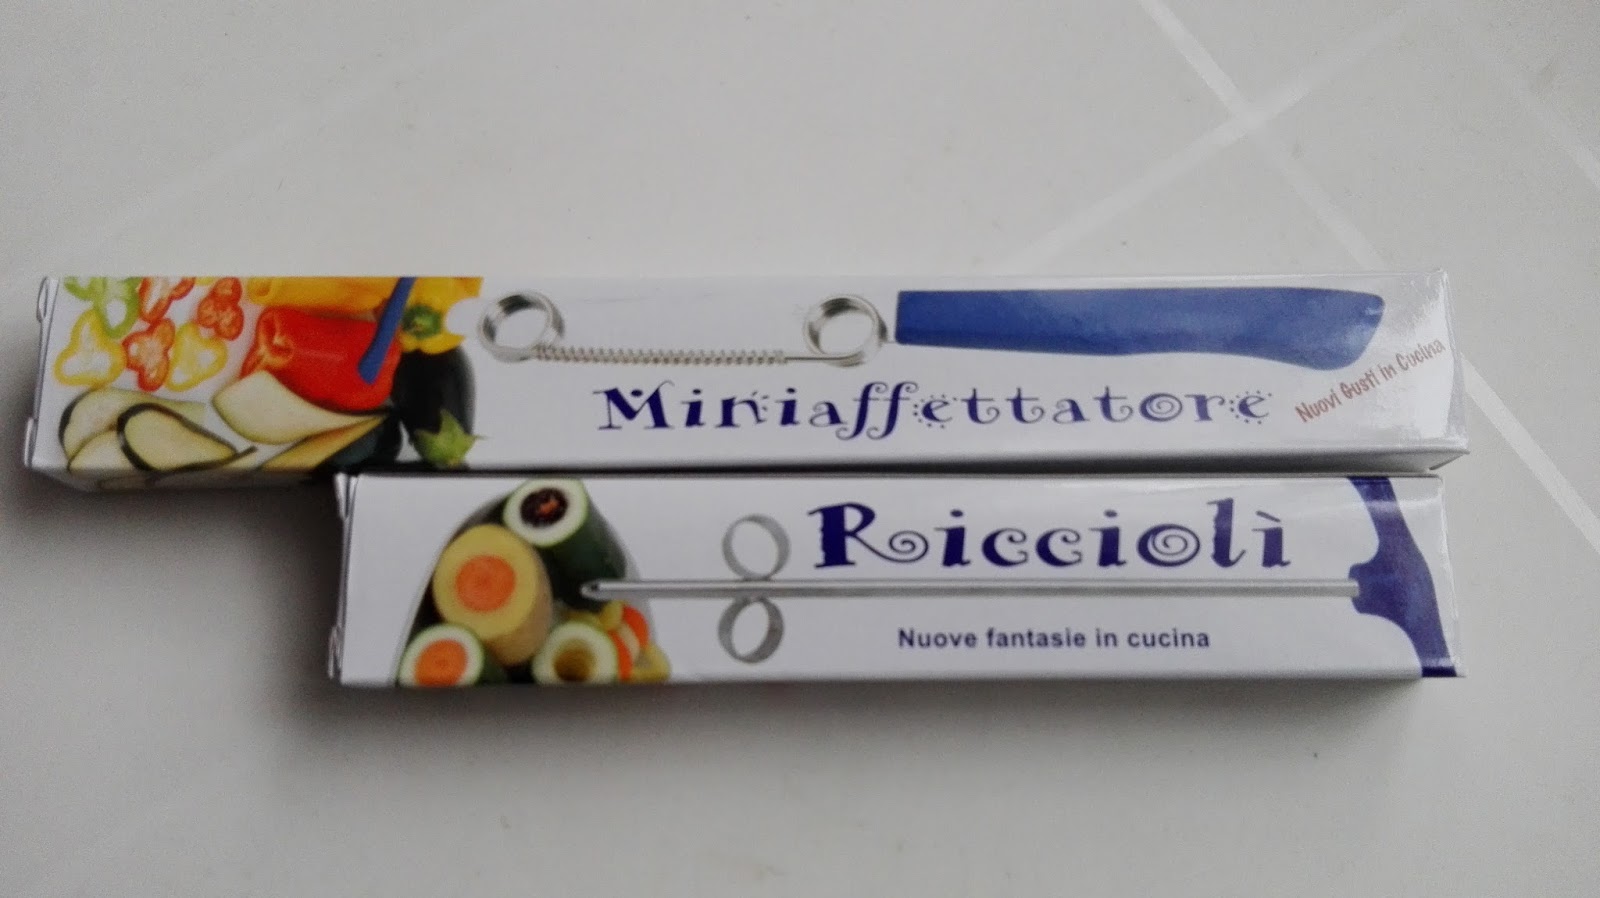 Miniaffettatore
Nuovi Gusti in Cucina
Ricciolì
Nuove fantasie in cucina